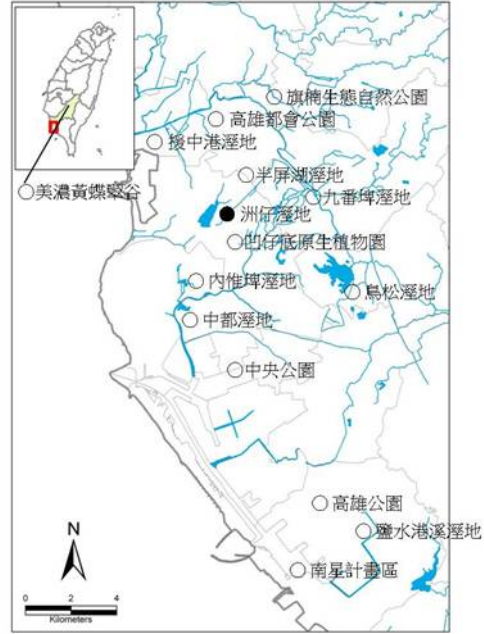 旗楠生態自然公園
高雄都會公園
援中港溼地
半屏湖溼地
美濃黃蝶翠谷
九番埤溼地
洲仔溼地
凹仔底原生植物園
內惟埤溼地
鳥松溼地
中都溼地
中央公園
高雄公園
鹽水港溪溼地
南星計畫區
N
0 2 4
Kilometers